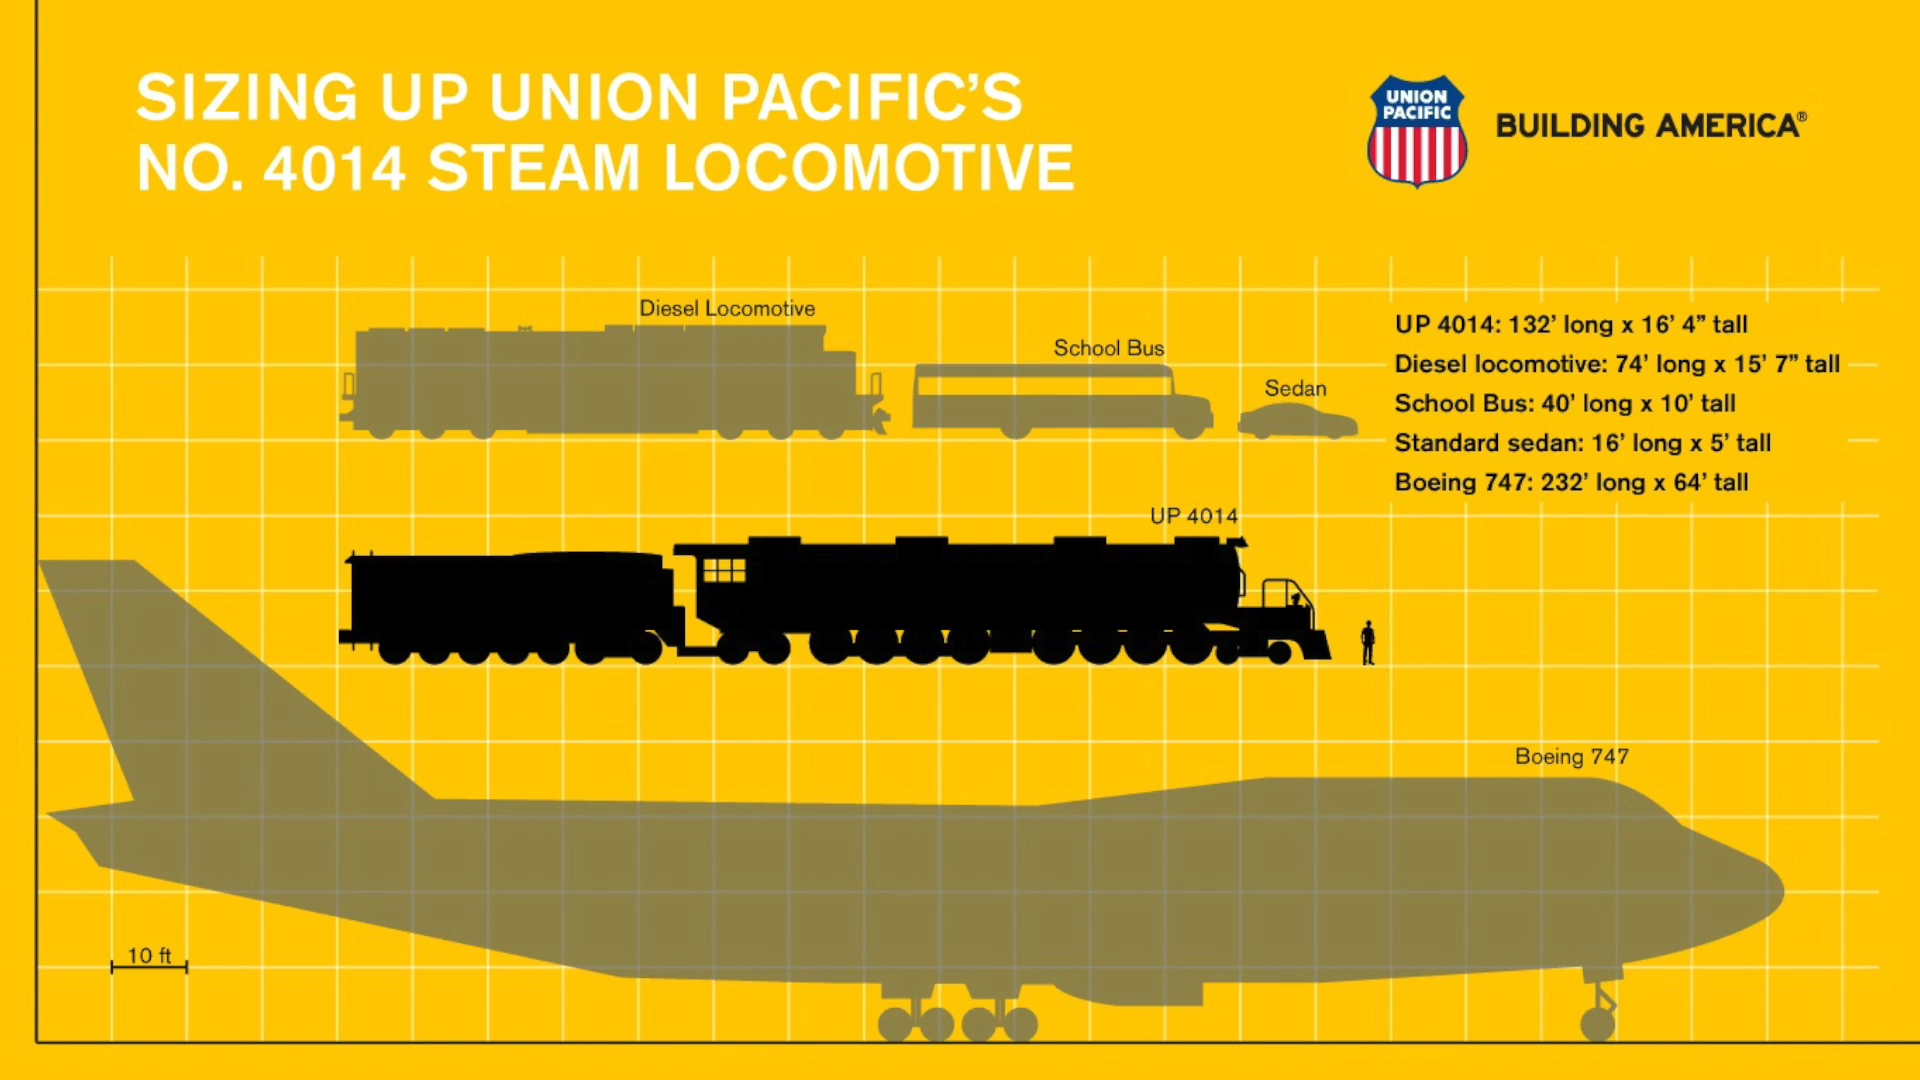 SIZING UP UNION PACIFIC’S
NO. 4014 STEAM LOCOMOTIVE
UNION
PACIFIC
BUILDING AMERICA®
Diesel Locomotive
School Bus
Sedan
UP 4014: 132’ long x 16’ 4” tall
Diesel locomotive: 74’ long x 15’ 7” tall
School Bus: 40’ long x 10’ tall
Standard sedan: 16’ long x 5’ tall
Boeing 747: 232’ long x 64’ tall
UP 4014
Boeing 747
10 ft